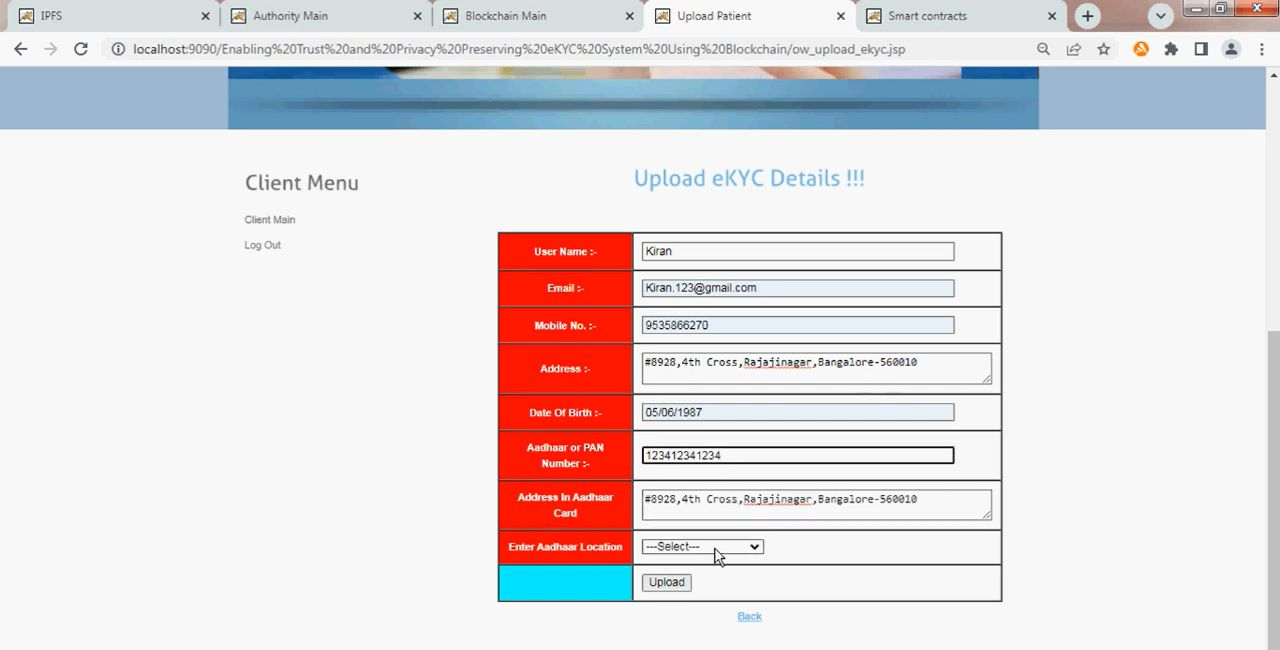 IPFS
Authority Main
Blockchain Main
Upload Patient
Smart contracts
localhost:9090/Enabling%20Trust%20and%20Privacy%20Preserving%20eKYC%20System%20Using%20Blockchain/ow_upload_ekyc.jsp
Client Menu
Client Main
Log Out
Upload eKYC Details !!!
User Name :-
Kiran
Email :-
Kiran.123@gmail.com
Mobile No. :-
9535866270
Address :-
#8928,4th Cross,Rajajinagar,Bangalore-560010
Date Of Birth :-
05/06/1987
Aadhaar or PAN
Number :-
123412341234
Address In Aadhaar
Card
#8928,4th Cross,Rajajinagar,Bangalore-560010
Enter Aadhaar Location
---Select---
Upload
Back